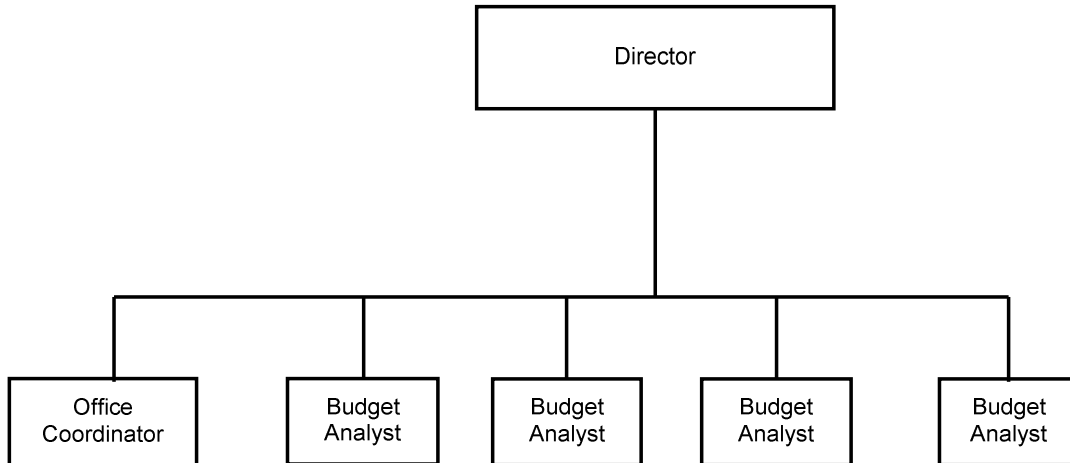 Director
Office
Coordinator
Budget
Analyst
Budget
Analyst
Budget
Analyst
Budget
Analyst